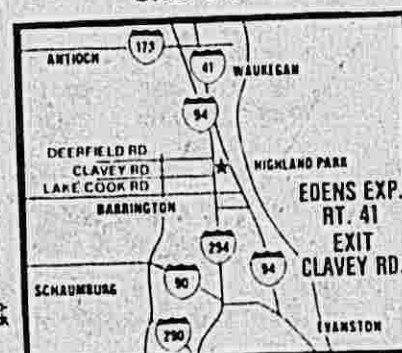 173
ANTIOCH
41
WAUKEGAN
94
DEERFIELD RD
CLAVEY RD
HIGHLAND PARK
LAKE COOK RD
BARRINGTON
EDENS EXP.
RT. 41
EXIT
CLAVEY RD.
294
94
90
SCHAUMBURG
290
EVANSTON